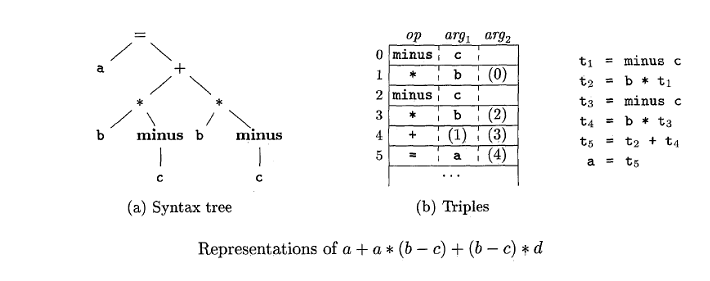 =
a +
* *
b minus b minus
c c
(a) Syntax tree
op arg₁ arg₂
0 minus c
1 * b (0)
2 minus c
3 * b (2)
4 + (1) (3)
5 = a (4)
...
(b) Triples
t₁ = minus c
t₂ = b * t₁
t₃ = minus c
t₄ = b * t₃
t₅ = t₂ + t₄
a = t₅
Representations of a + a * (b − c) + (b − c) * d